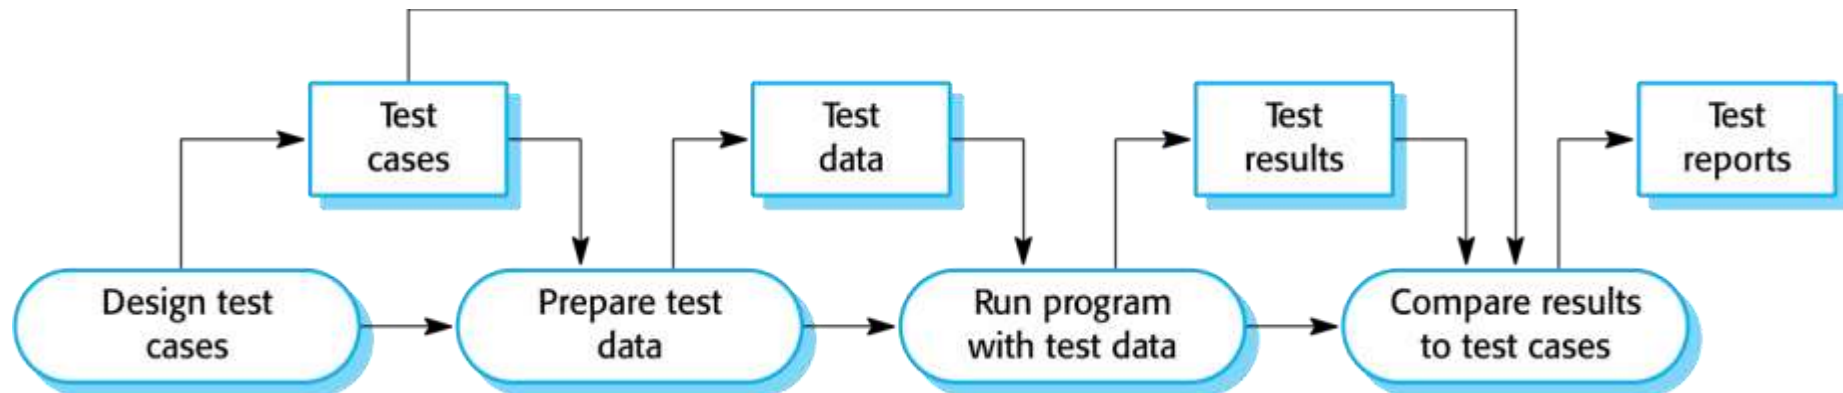 Test
cases
Test
data
Test
results
Test
reports
Design test
cases
Prepare test
data
Run program
with test data
Compare results
to test cases